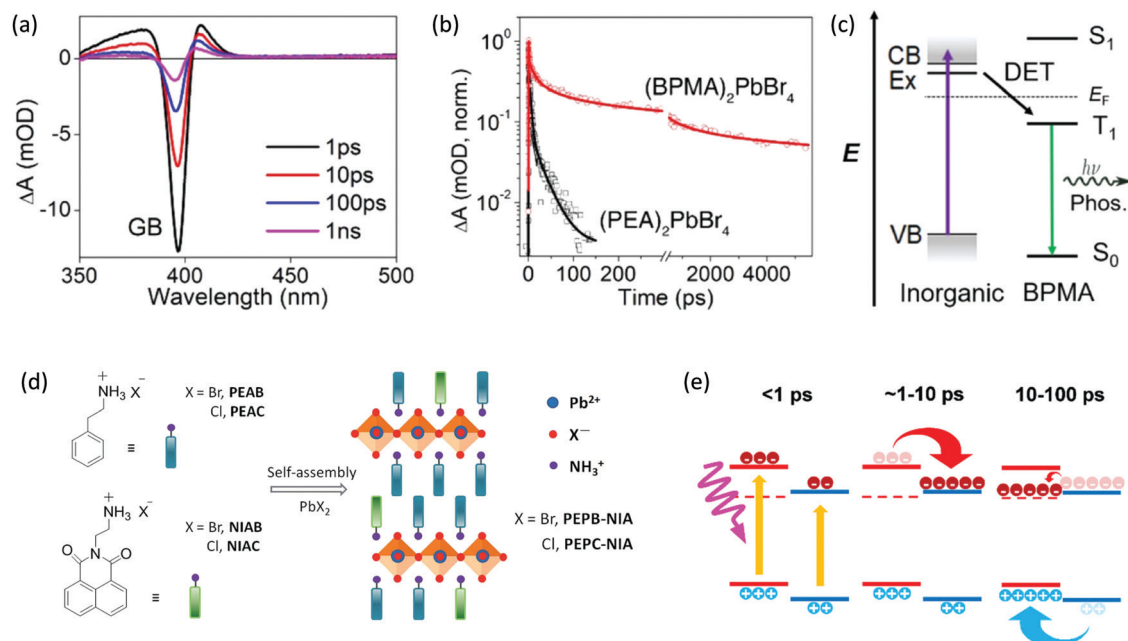 (a)
0
-5
-10
ΔA (mOD)
GB
1ps
10ps
100ps
1ns
350 400 450 500
Wavelength (nm)
(b)
10⁰
10⁻¹
10⁻²
ΔA (mOD, norm.)
(BPMA)₂PbBr₄
(PEA)₂PbBr₄
0 100 200 2000 4000
Time (ps)
(c)
E
CB
Ex
VB
DET
S₁
E_F
T₁
hν
Phos.
S₀
Inorganic BPMA
(d)
+
NH₃ X⁻
X = Br, PEAB
Cl, PEAC
≡
+
NH₃ X⁻
X = Br, NIAB
Cl, NIAC
O N O
≡
Self-assembly
PbX₂
Pb²⁺
X⁻
NH₃⁺
X = Br, PEPB-NIA
Cl, PEPC-NIA
(e)
<1 ps ~1-10 ps 10-100 ps